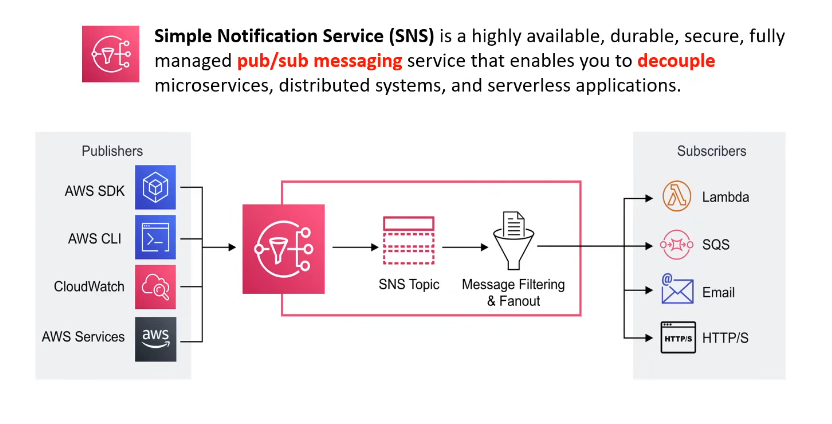 Simple Notification Service (SNS) is a highly available, durable, secure, fully
managed pub/sub messaging service that enables you to decouple
microservices, distributed systems, and serverless applications.
Publishers
AWS SDK
AWS CLI
CloudWatch
AWS Services
aws
SNS Topic
Message Filtering
& Fanout
Subscribers
Lambda
SQS
@
Email
HTTP/S
HTTP/S